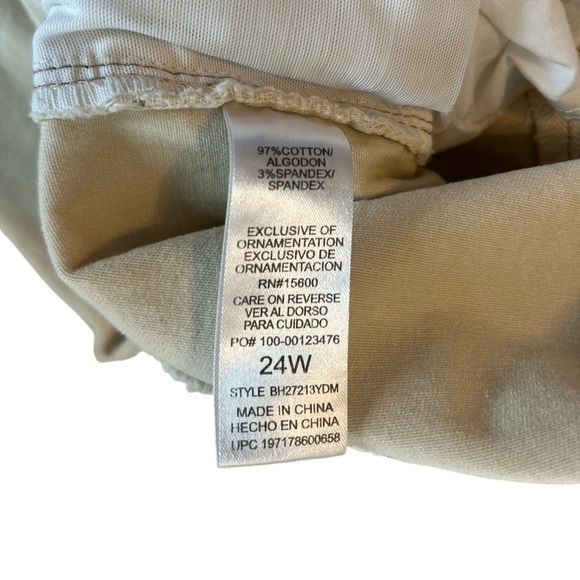 97%COTTON/
ALGODON
3%SPANDEX/
SPANDEX
EXCLUSIVE OF
ORNAMENTATION
EXCLUSIVO DE
ORNAMENTACION
RN#15600
CARE ON REVERSE
VER AL DORSO
PARA CUIDADO
PO# 100-00123476
24W
STYLE BH27213YDM
MADE IN CHINA
HECHO EN CHINA
UPC 197178600658